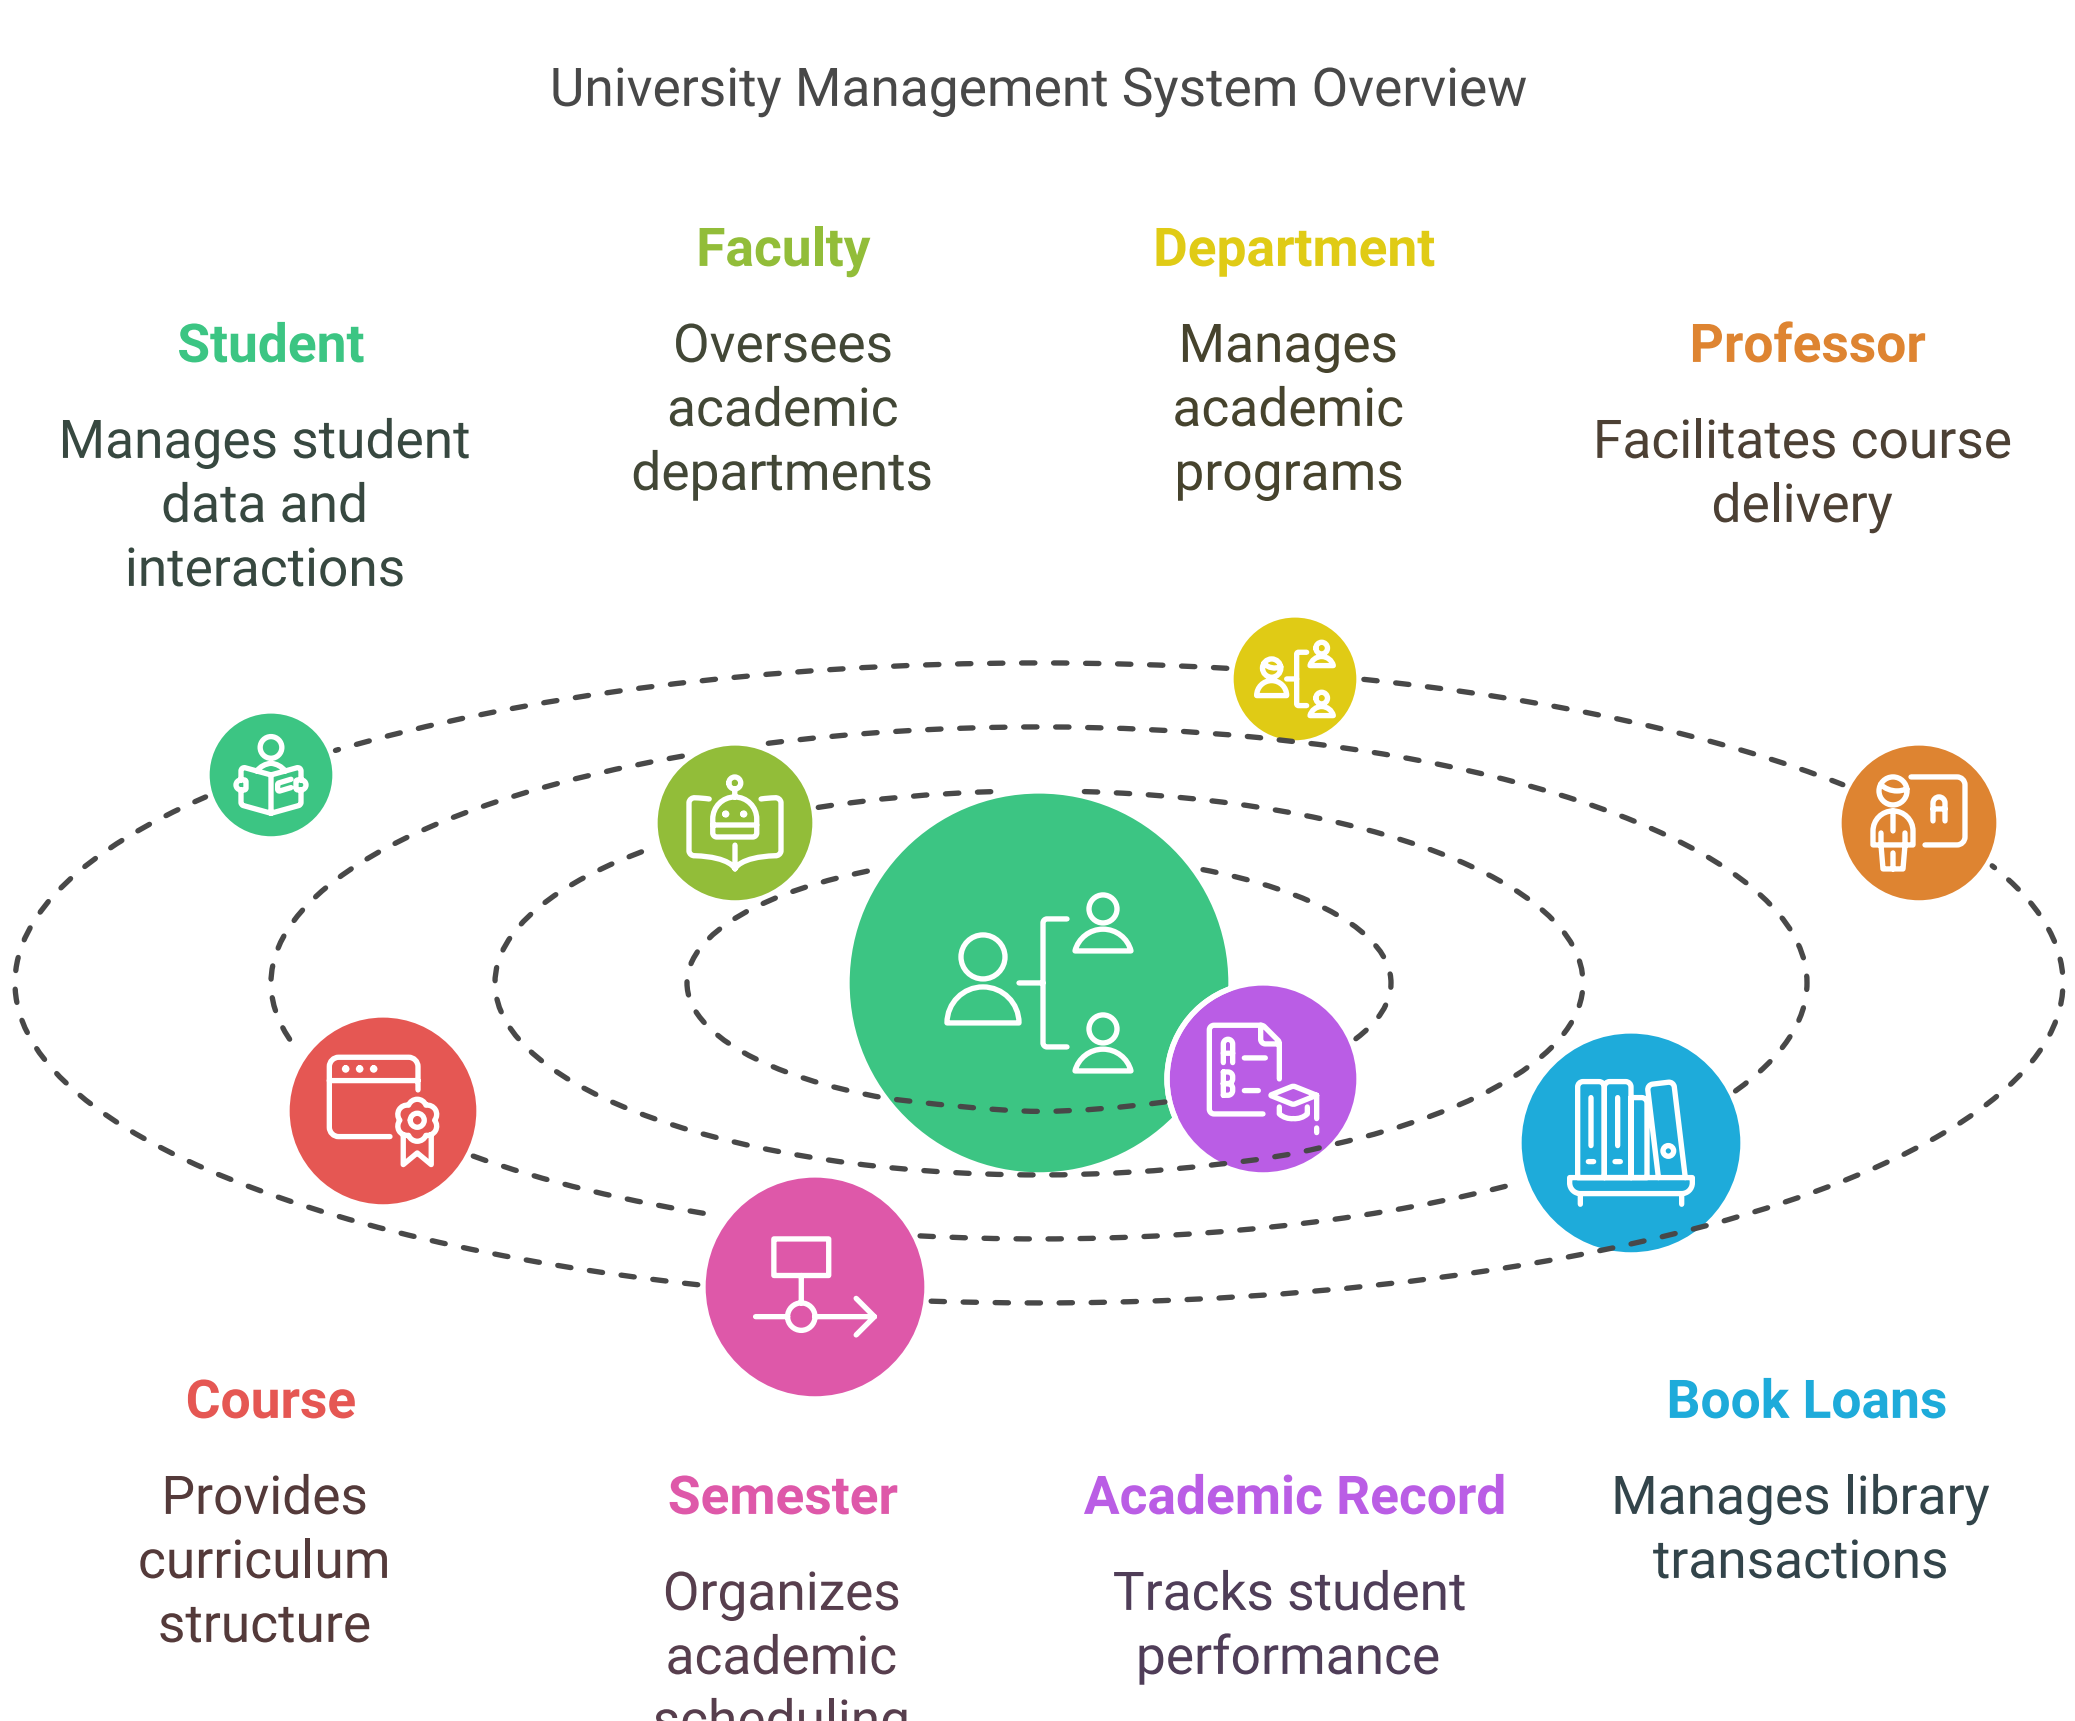 University Management System Overview
Student
Manages student
data and
interactions
Faculty
Oversees
academic
departments
Department
Manages
academic
programs
Professor
Facilitates course
delivery
A
A
B
Course
Provides
curriculum
structure
Semester
Organizes
academic
scheduling
Academic Record
Tracks student
performance
Book Loans
Manages library
transactions